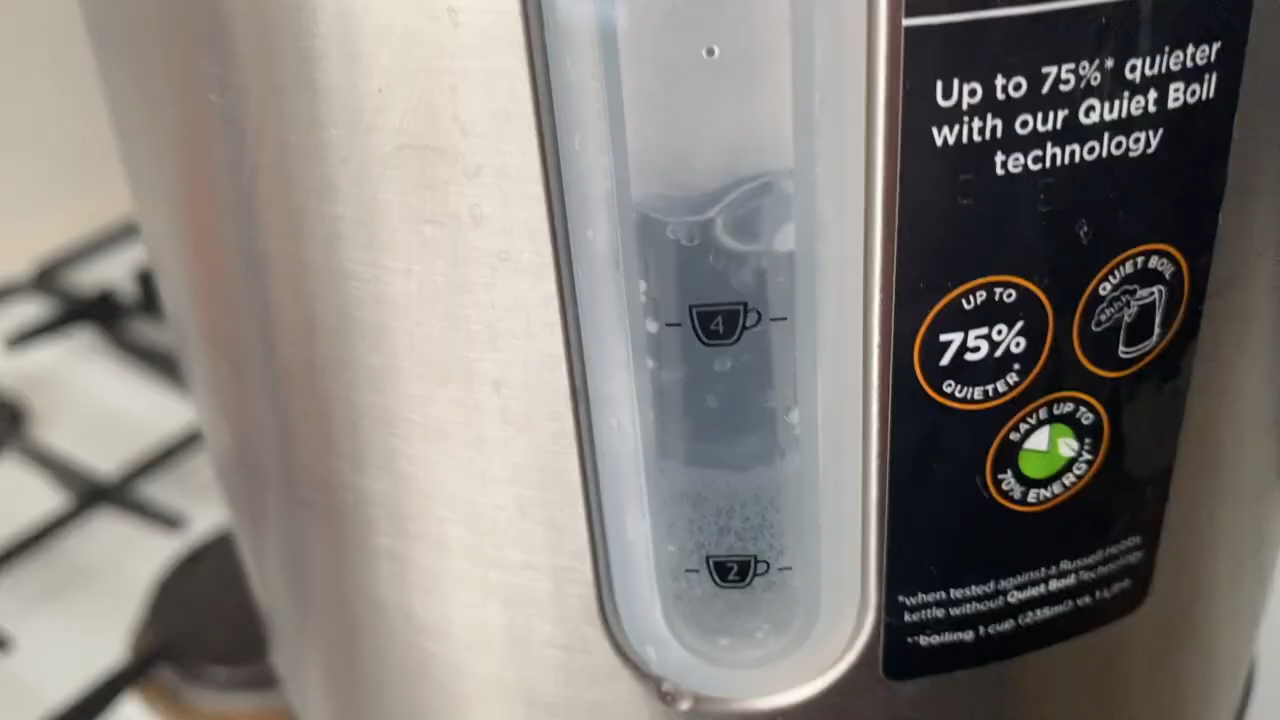 Up to 75%* quieter
with our Quiet Boil
technology
4
2
UP TO
75%
QUIETER*
QUIET BOIL
shhh
SAVE UP TO
70% ENERGY**
*when tested against a Russell Hobbs
kettle without Quiet Boil Technology
**boiling 1 cup (235ml) vs 1 Litre